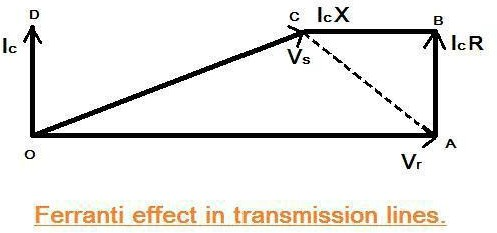 D C IcX B
Ic Vs IcR
O A
Vr
Ferranti effect in transmission lines.